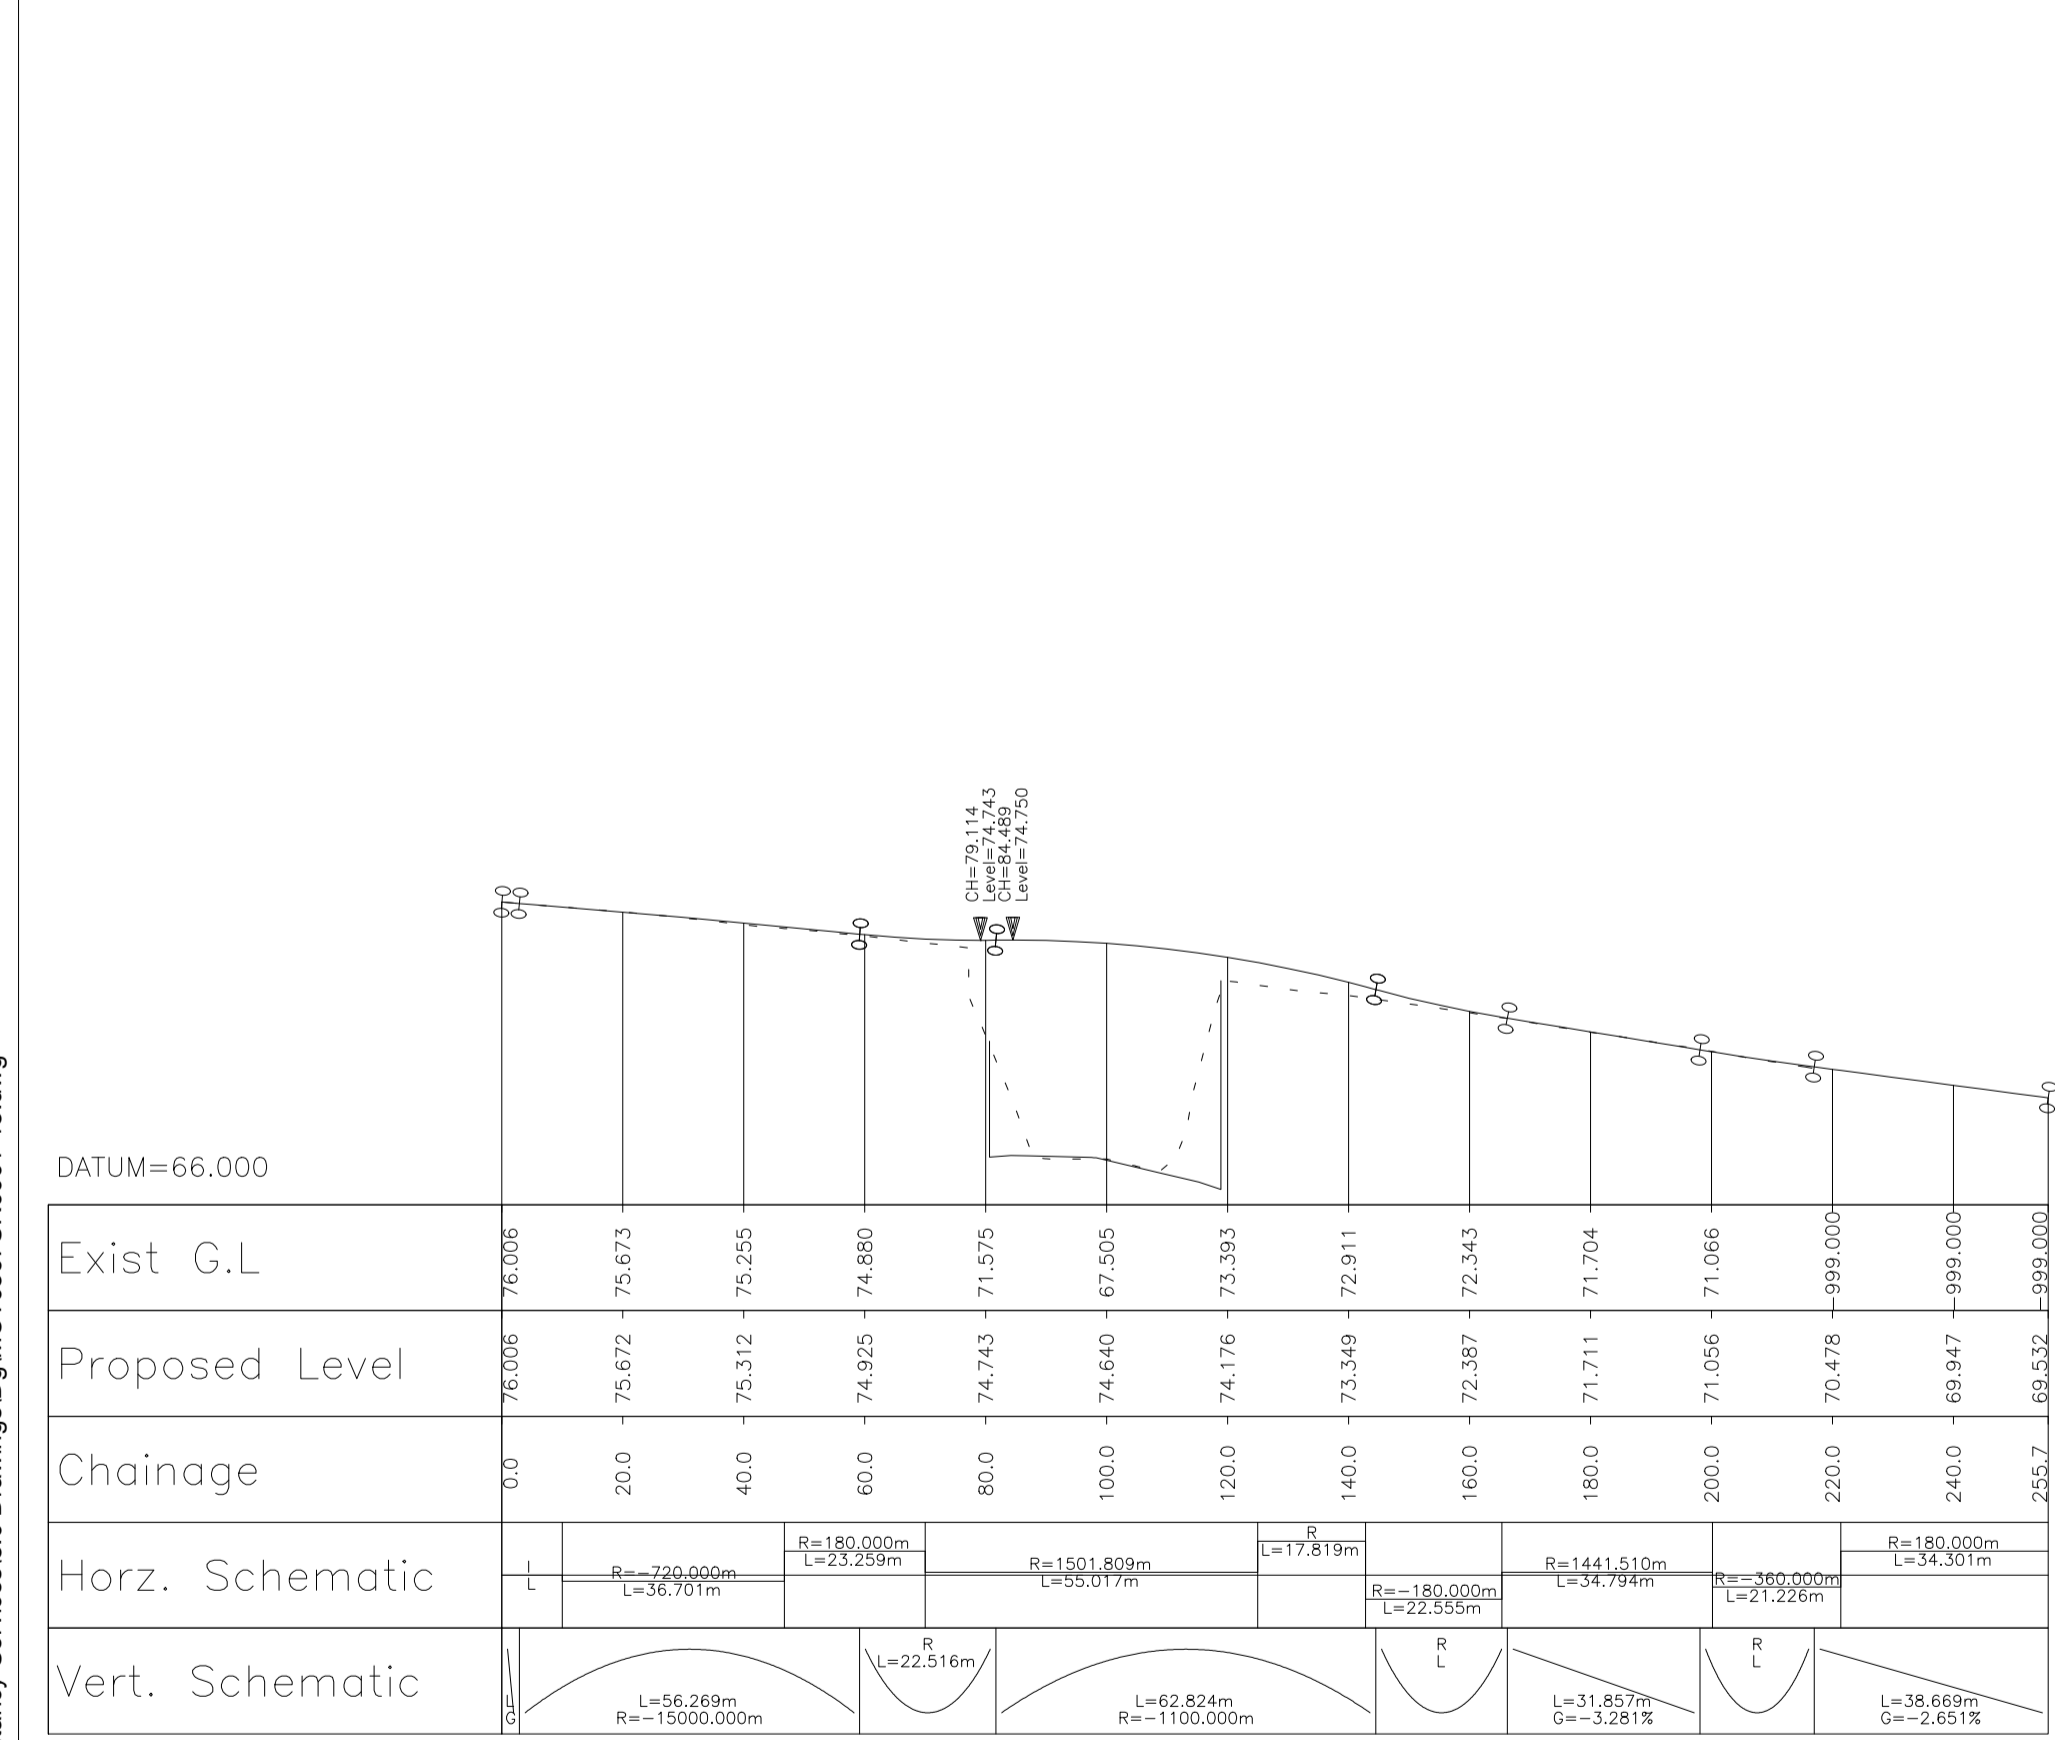 CH=79.114
Level=74.743
CH=84.489
Level=74.750
DATUM=66.000
Exist G.L
76.006
75.673
75.255
74.880
71.575
67.505
73.393
72.911
72.343
71.704
71.066
-999.000
-999.000
-999.000
Proposed Level
76.006
75.672
75.312
74.925
74.743
74.640
74.176
73.349
72.387
71.711
71.056
70.478
69.947
69.532
Chainage
0.0
20.0
40.0
60.0
80.0
100.0
120.0
140.0
160.0
180.0
200.0
220.0
240.0
255.7
Horz. Schematic
L
R=-720.000m
L=36.701m
R=180.000m
L=23.259m
R=1501.809m
L=55.017m
R
L=17.819m
R=-180.000m
L=22.555m
R=1441.510m
L=34.794m
R=-360.000m
L=21.226m
R=180.000m
L=34.301m
Vert. Schematic
L
G
L=56.269m
R=-15000.000m
R
L=22.516m
L=62.824m
R=-1100.000m
R
L
L=31.857m
G=-3.281%
R
L
L=38.669m
G=-2.651%